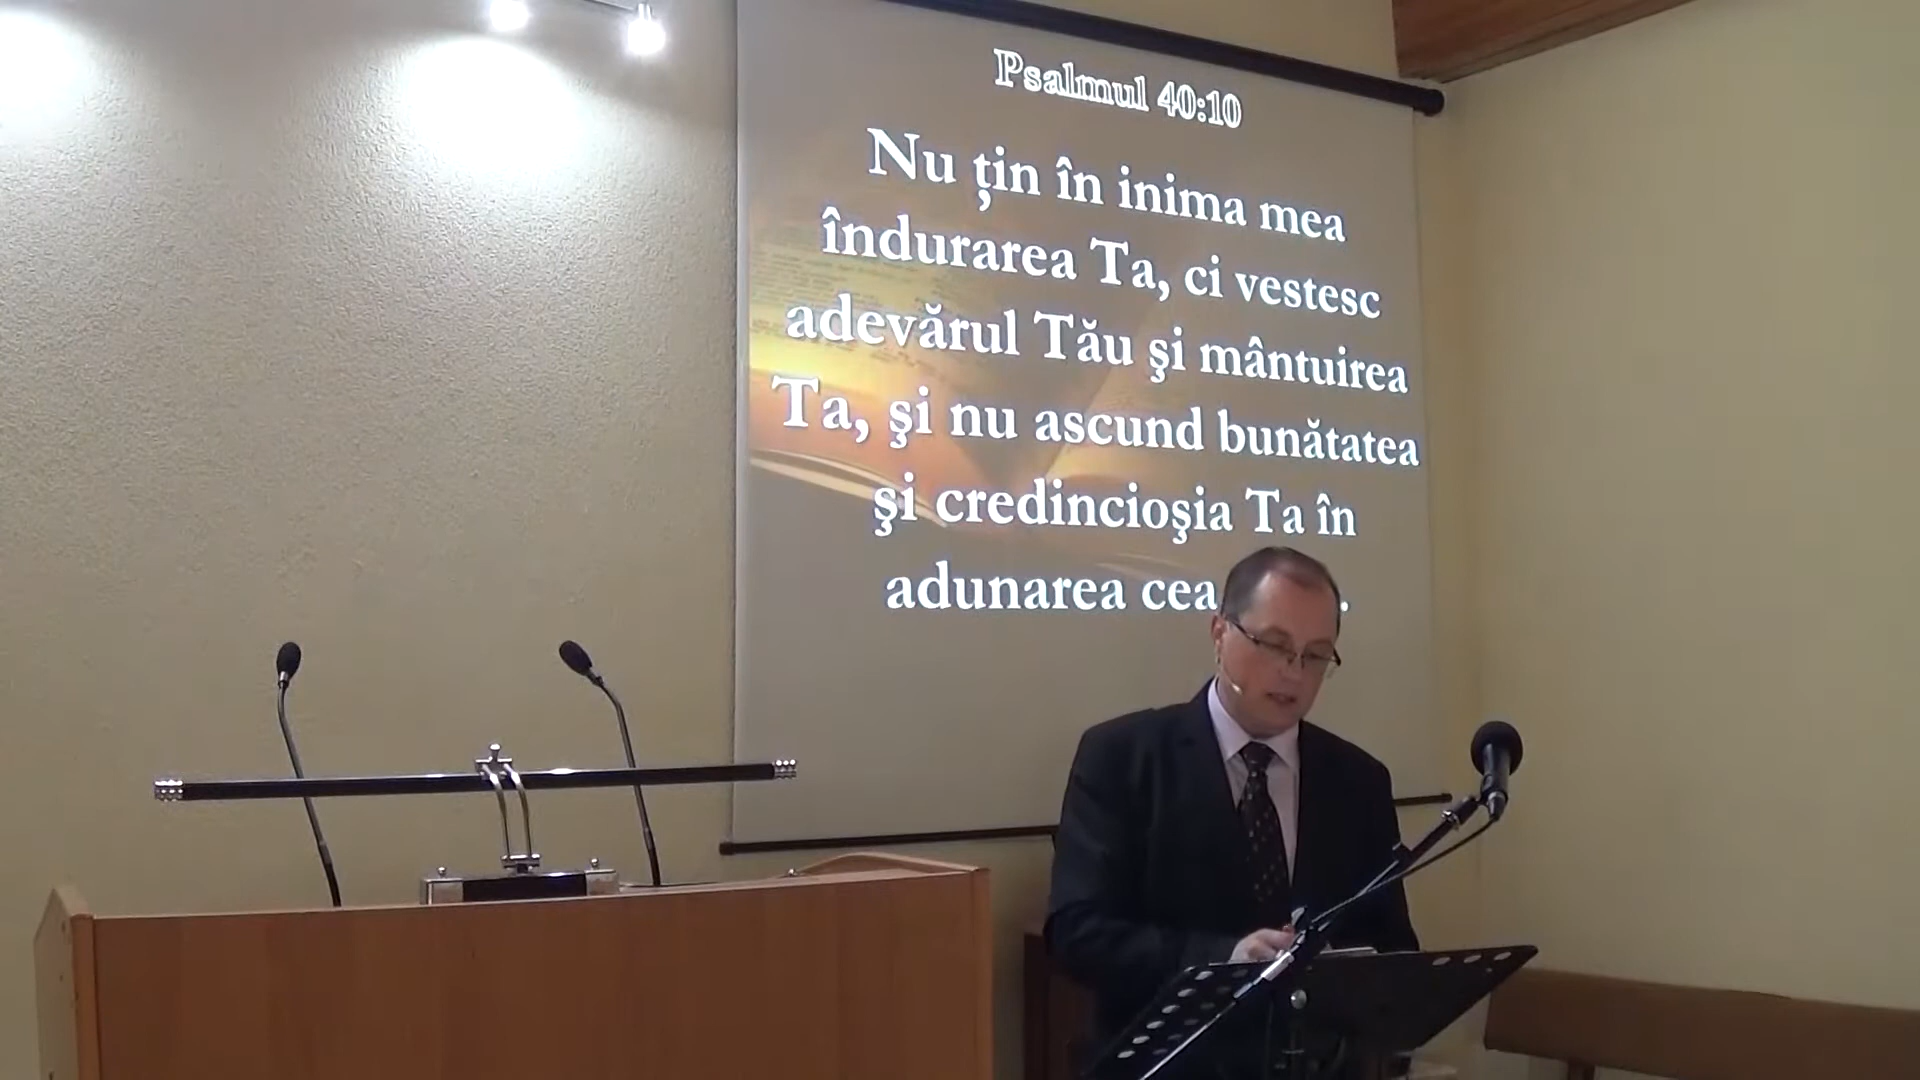 Psalmul 40:10
Nu ţin în inima mea
îndurarea Ta, ci vestesc
adevărul Tău şi mântuirea
Ta, şi nu ascund bunătatea
şi credincioşia Ta în
adunarea cea .